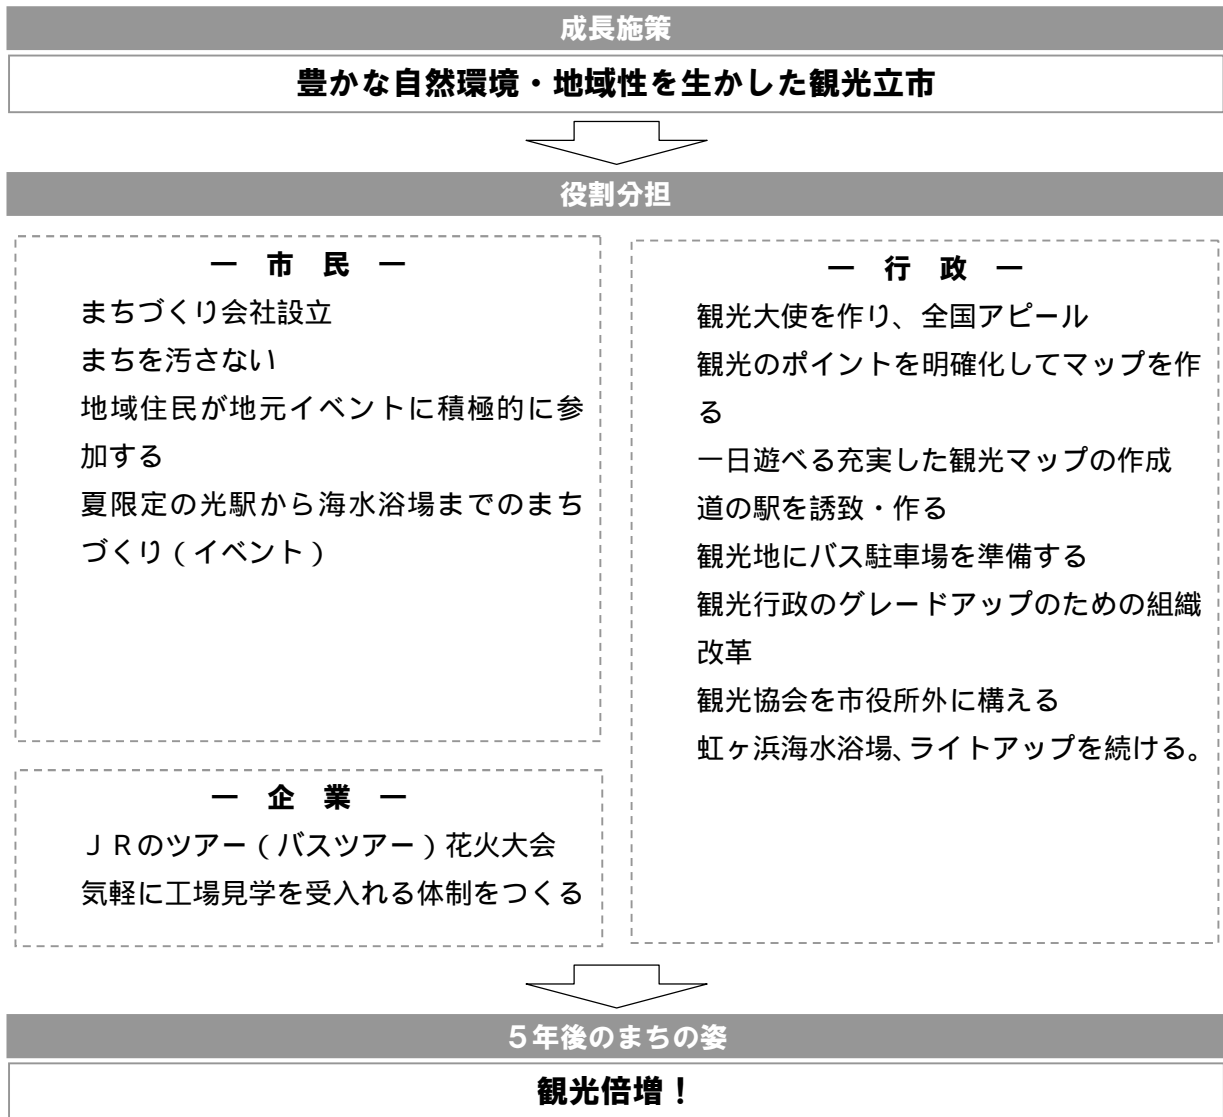 成長施策
豊かな自然環境・地域性を生かした観光立市
役割分担
― 市 民 ―
まちづくり会社設立
まちを汚さない
地域住民が地元イベントに積極的に参
加する
夏限定の光駅から海水浴場までのまち
づくり（イベント）
― 企 業 ―
ＪＲのツアー（バスツアー）花火大会
気軽に工場見学を受入れる体制をつくる
― 行 政 ―
観光大使を作り、全国アピール
観光のポイントを明確化してマップを作
る
一日遊べる充実した観光マップの作成
道の駅を誘致・作る
観光地にバス駐車場を準備する
観光行政のグレードアップのための組織
改革
観光協会を市役所外に構える
虹ヶ浜海水浴場、ライトアップを続ける。
５年後のまちの姿
観光倍増！